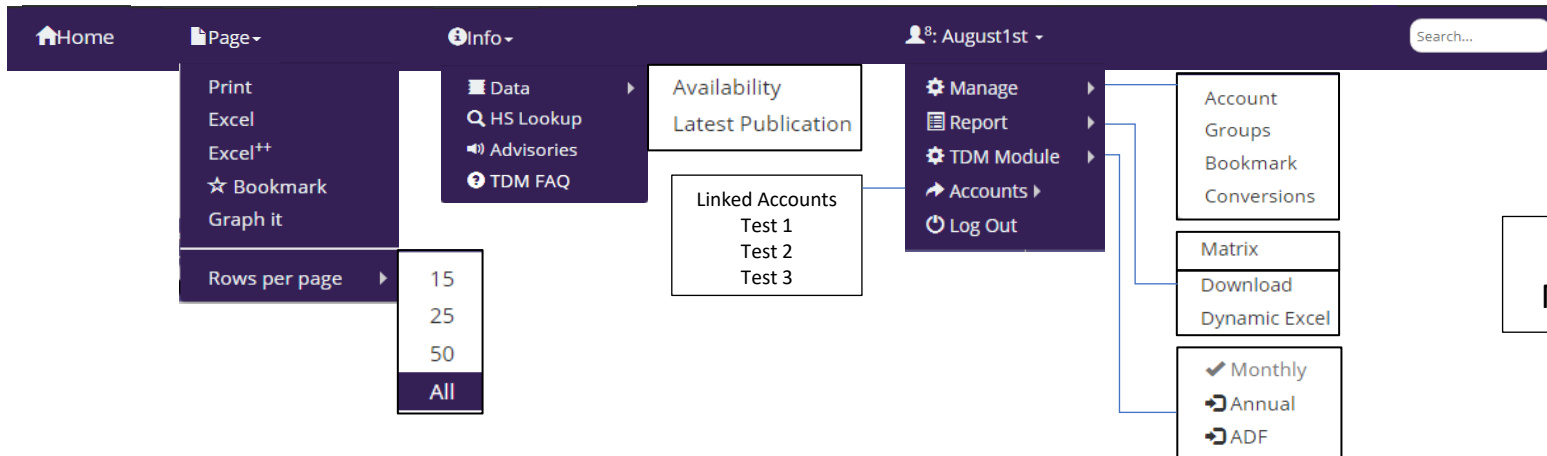 Home
Page
Info
8: August1st
Search...
Print
Excel
Excel++
Bookmark
Graph it
Rows per page
15
25
50
All
Data
HS Lookup
Advisories
TDM FAQ
Availability
Latest Publication
Manage
Report
TDM Module
Accounts
Log Out
Linked Accounts
Test 1
Test 2
Test 3
Account
Groups
Bookmark
Conversions
Matrix
Download
Dynamic Excel
Monthly
Annual
ADF